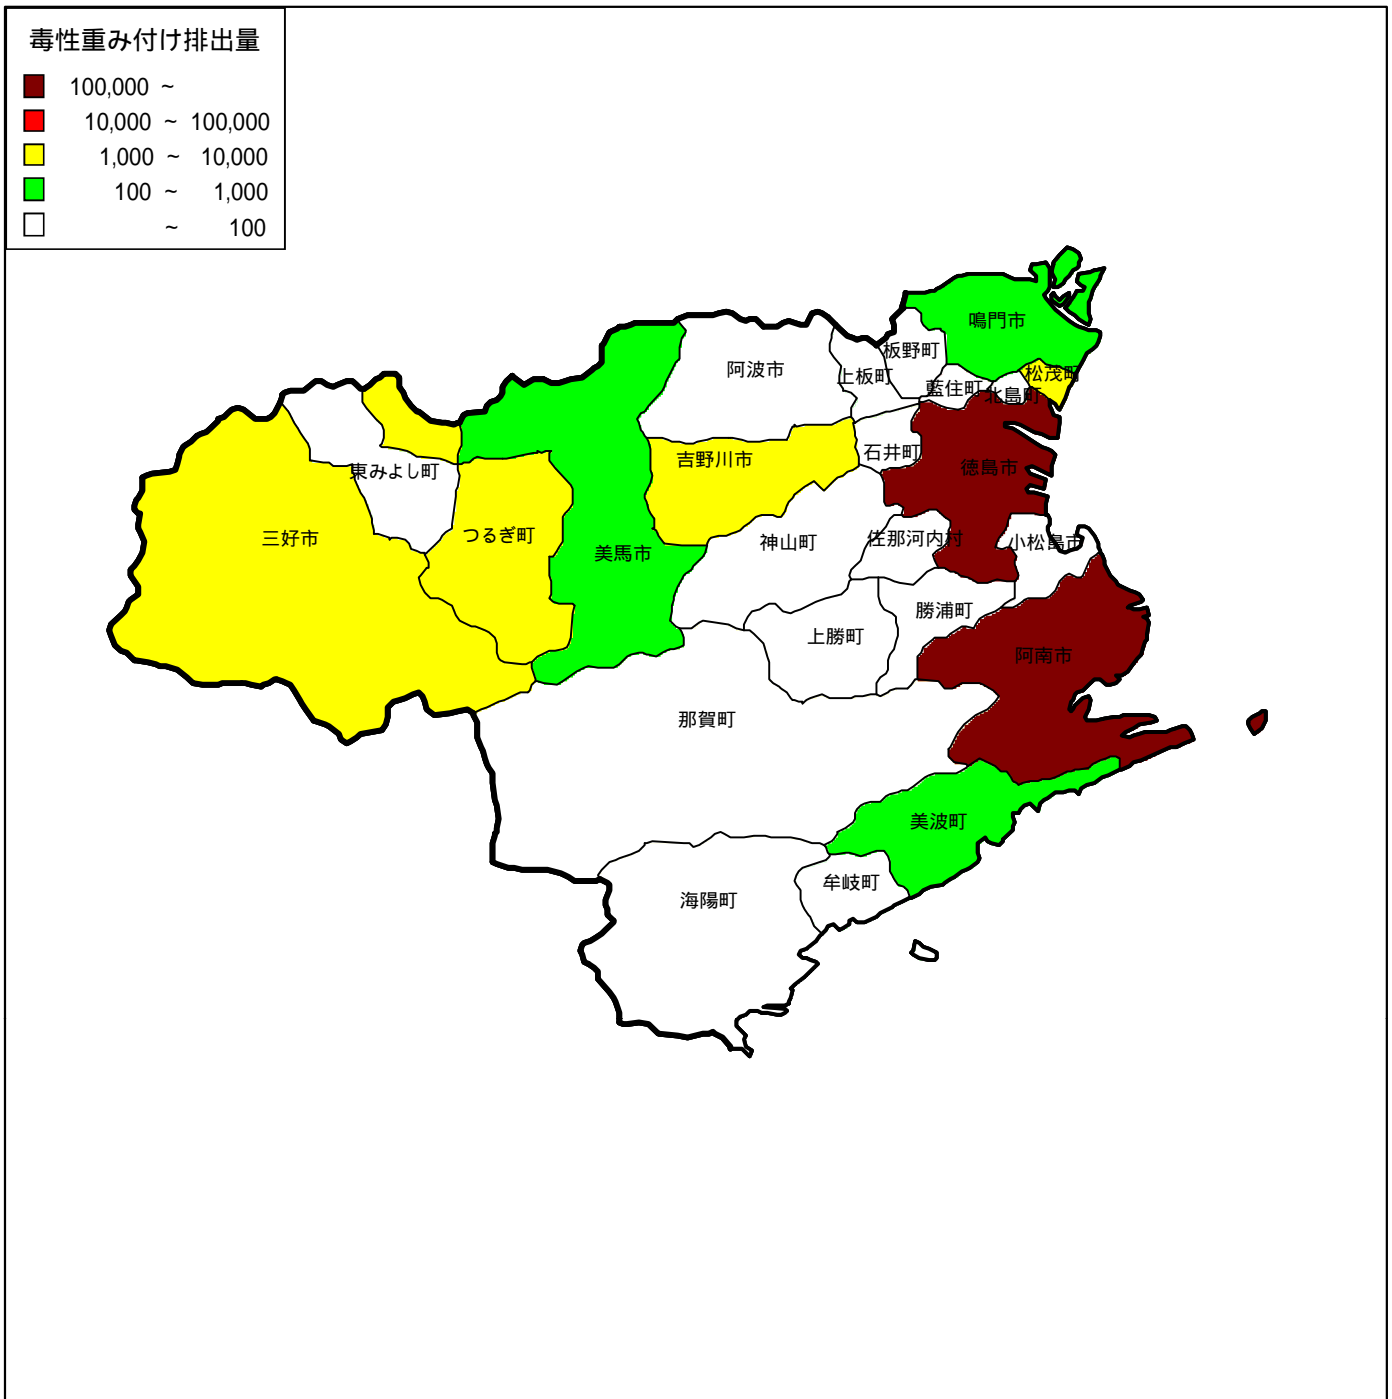 毒性重み付け排出量
100,000 ~
10,000 ~ 100,000
1,000 ~ 10,000
100 ~ 1,000
~ 100
鳴門市
板野町
阿波市
上板町
松茂町
藍住町
北島町
吉野川市
石井町
徳島市
東みよし町
三好市
つるぎ町
美馬市
神山町
佐那河内村
小松島市
勝浦町
上勝町
阿南市
那賀町
美波町
牟岐町
海陽町